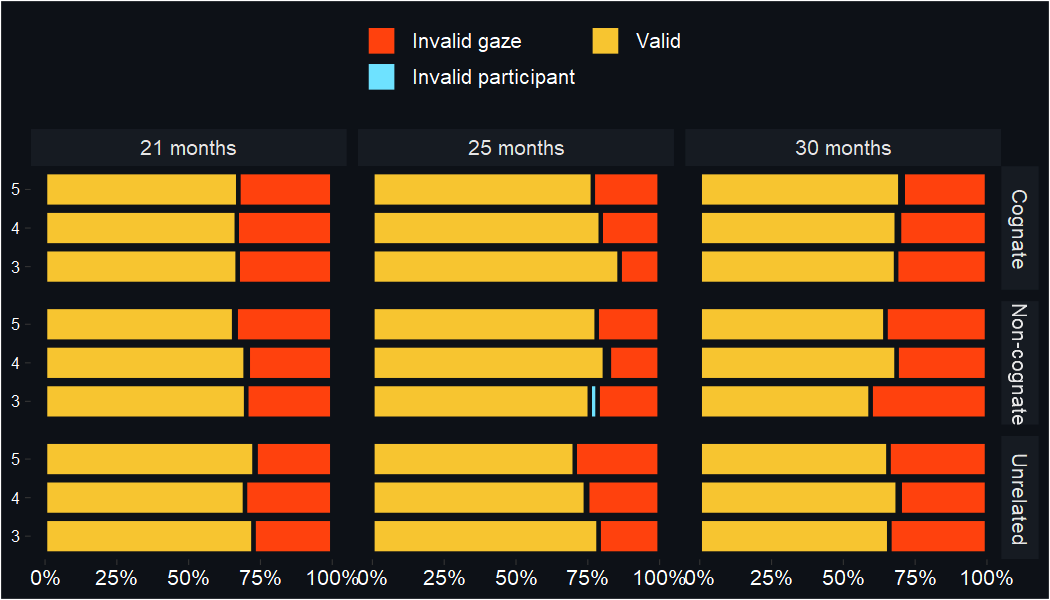 Invalid gaze
Valid
Invalid participant
21 months
25 months
30 months
5
4
3
Cognate
5
4
3
Non-cognate
5
4
3
Unrelated
0% 25% 50% 75% 100%
0% 25% 50% 75% 100%
0% 25% 50% 75% 100%